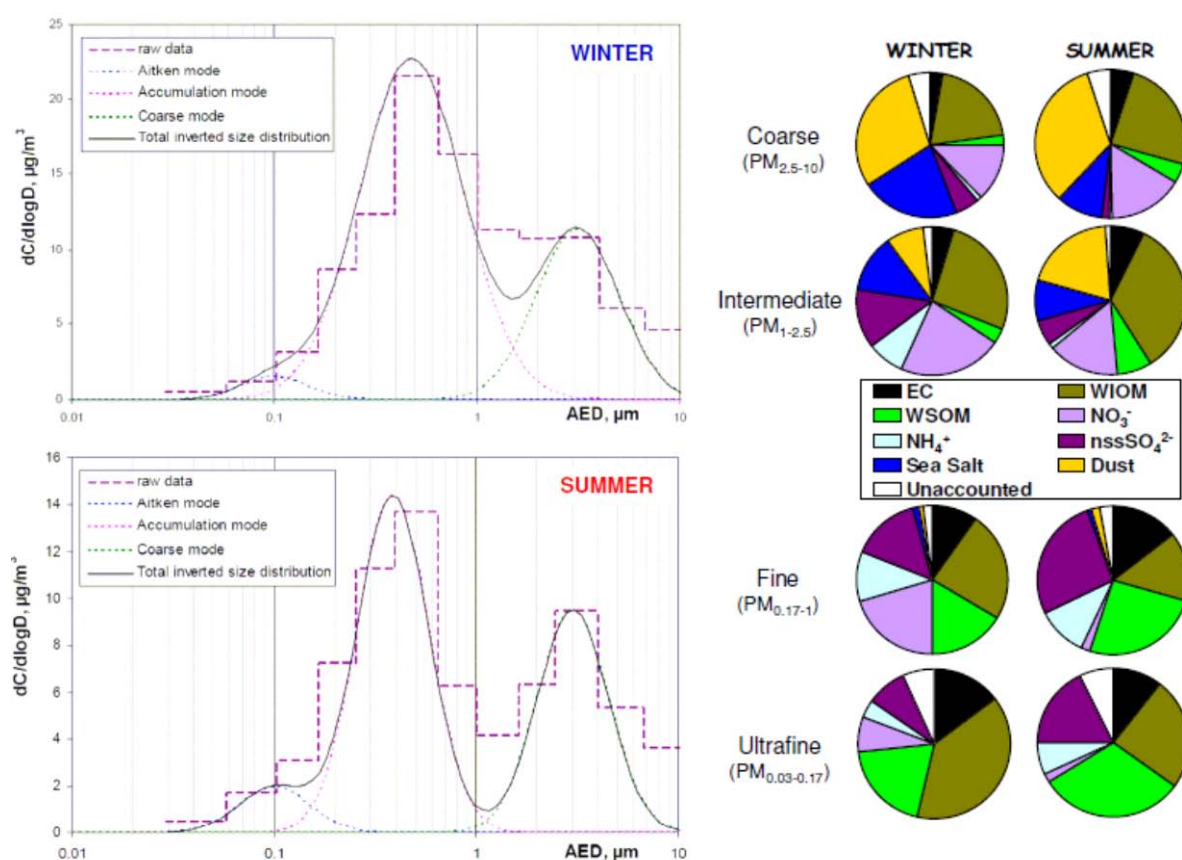 25
20
15
10
5
0
dC/dlogD, µg/m³
raw data
Aitken mode
Accumulation mode
Coarse mode
Total inverted size distribution
WINTER
0.01
0.1
1
AED, µm
10
16
14
12
10
8
6
4
2
0
dC/dlogD, µg/m³
raw data
Aitken mode
Accumulation mode
Coarse mode
Total inverted size distribution
SUMMER
0.01
0.1
1
AED, µm
10
WINTER SUMMER
Coarse
(PM2.5-10)
Intermediate
(PM1-2.5)
EC WIOM
WSOM NO3-
NH4+ nssSO42-
Sea Salt Dust
Unaccounted
Fine
(PM0.17-1)
Ultrafine
(PM0.03-0.17)